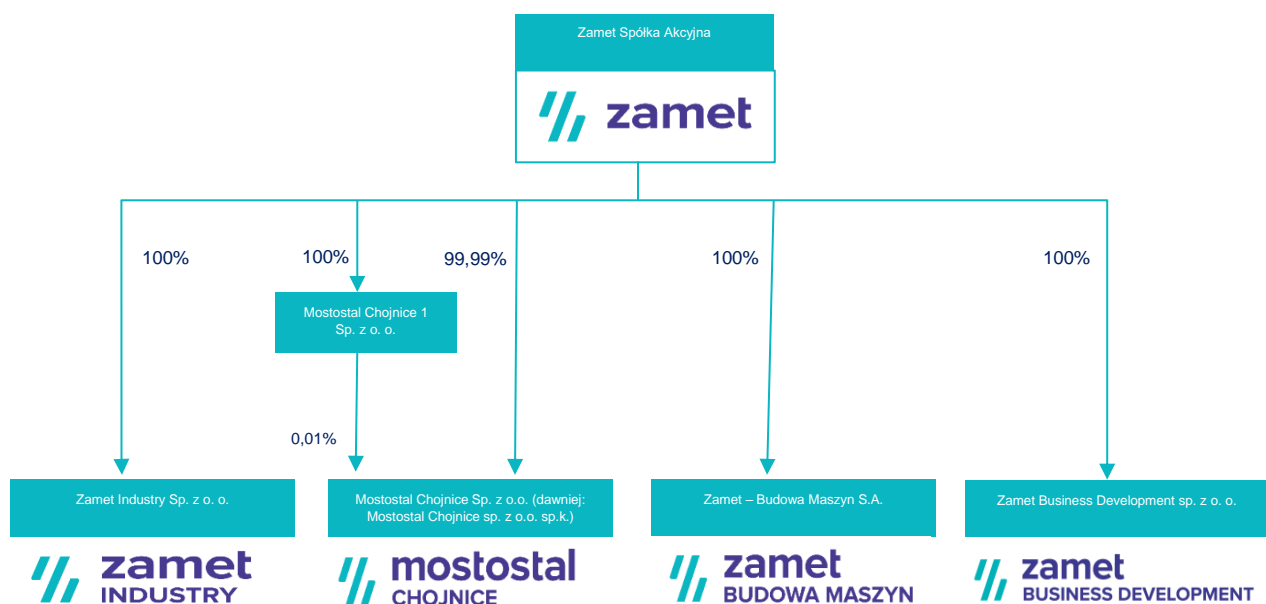 Zamet Spółka Akcyjna
zamet
100%
100%
99,99%
100%
100%
Mostostal Chojnice 1
Sp. z o. o.
0,01%
Zamet Industry Sp. z o. o.
Mostostal Chojnice Sp. z o.o. (dawniej:
Mostostal Chojnice sp. z o.o. sp.k.)
Zamet – Budowa Maszyn S.A.
Zamet Business Development sp. z o. o.
zamet
INDUSTRY
mostostal
CHOJNICE
zamet
BUDOWA MASZYN
zamet
BUSINESS DEVELOPMENT